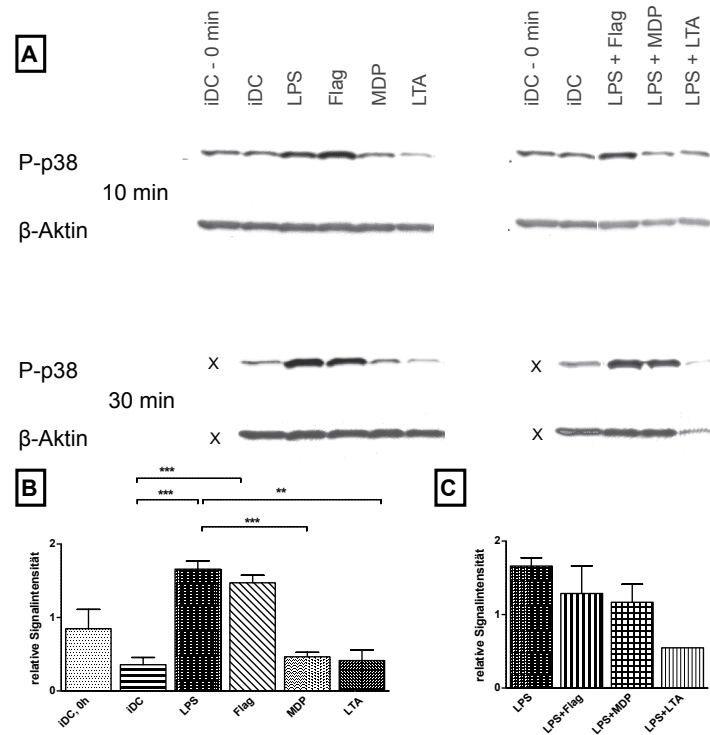 A
iDC - 0 min
iDC
LPS
Flag
MDP
LTA
iDC - 0 min
iDC
LPS + Flag
LPS + MDP
LPS + LTA
P-p38
10 min
β-Aktin
P-p38
X
X
30 min
β-Aktin
X
X
B
***
***
**
***
relative Signalintensität
2
1
0
iDC, 0h
iDC
LPS
Flag
MDP
LTA
C
relative Signalintensität
2
1
0
LPS
LPS+Flag
LPS+MDP
LPS+LTA